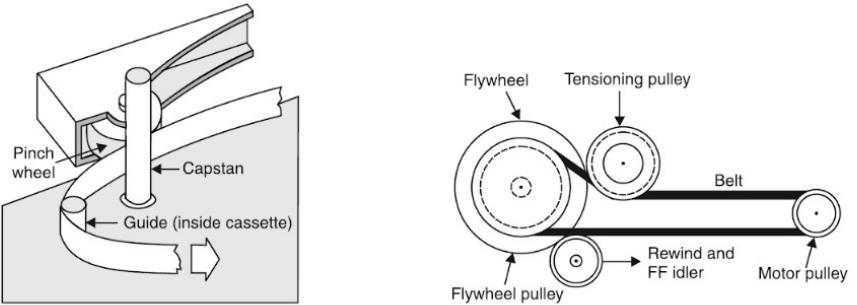 Pinch
wheel
Capstan
Guide (inside cassette)
Flywheel
Tensioning pulley
Belt
Rewind and
FF idler
Motor pulley
Flywheel pulley